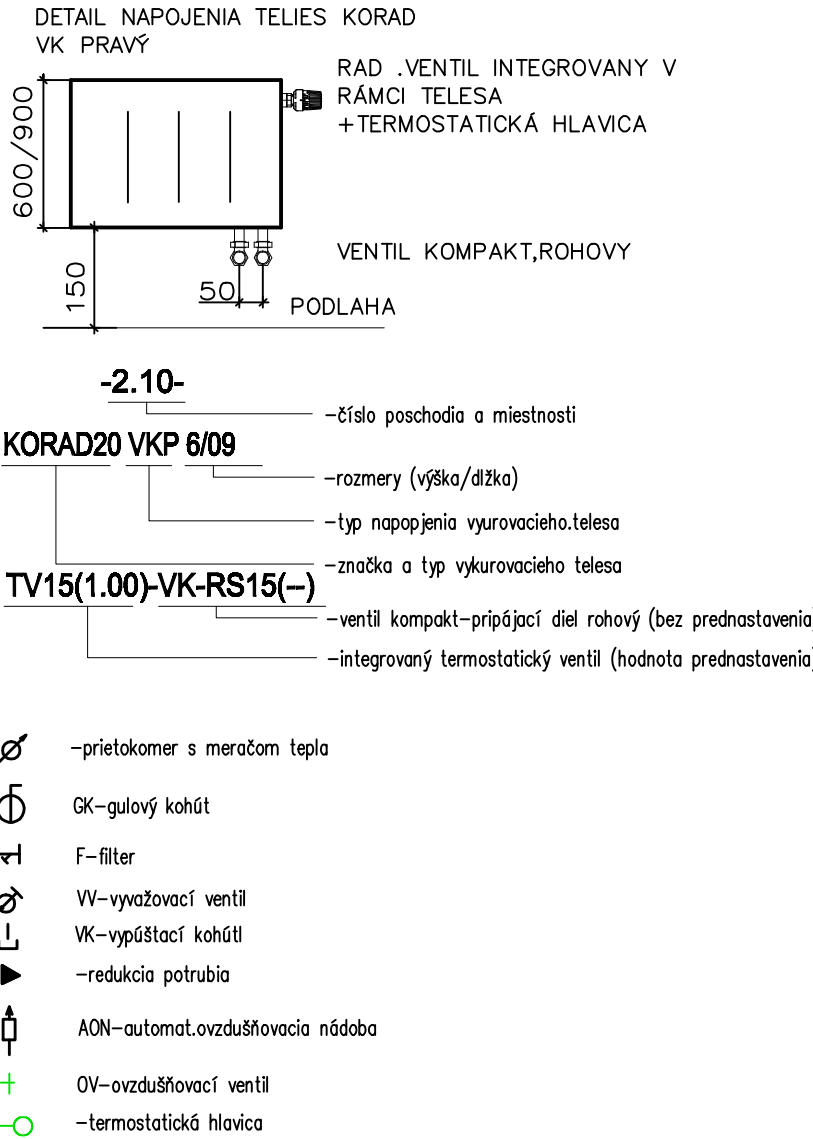 DETAIL NAPOJENIA TELIES KORAD
VK PRAVÝ
RAD .VENTIL INTEGROVANY V
RÁMCI TELESA
+TERMOSTATICKÁ HLAVICA
600/900
VENTIL KOMPAKT,ROHOVY
150
50
PODLAHA
-2.10-
-číslo poschodia a miestnosti
KORAD20 VKP 6/09
-rozmery (výška/dlžka)
-typ napopjenia vyurovacieho.telesa
-značka a typ vykurovacieho telesa
TV15(1.00)-VK-RS15(--)
-ventil kompakt-pripájací diel rohový (bez prednastavenia)
-integrovaný termostatický ventil (hodnota prednastavenia)
-prietokomer s meračom tepla
GK-gulový kohút
F-filter
VV-vyvažovací ventil
VK-vypúštací kohútl
-redukcia potrubia
AON-automat.ovzdušňovacia nádoba
OV-ovzdušňovací ventil
-termostatická hlavica